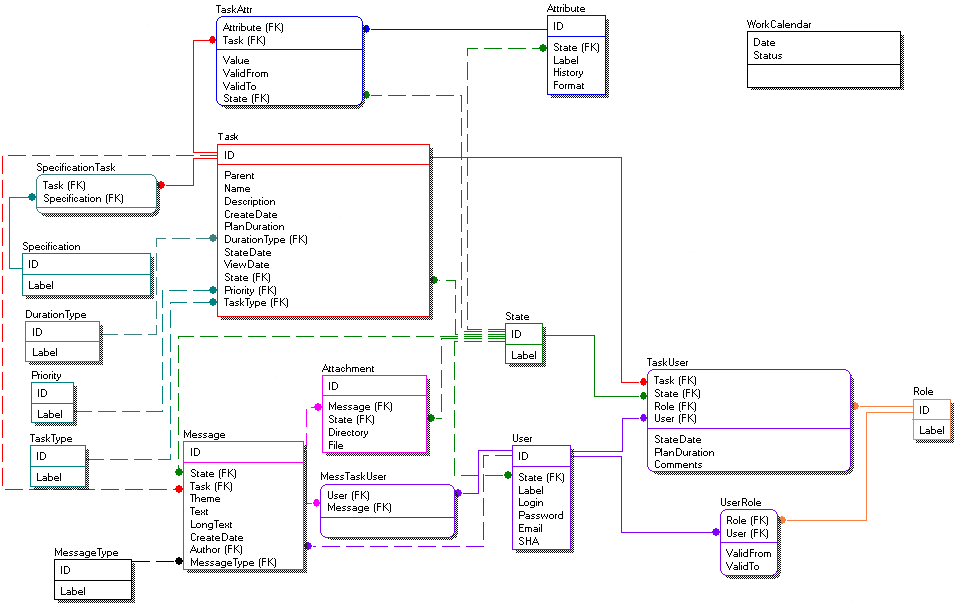 TaskAttr
Attribute (FK)
Task (FK)
Value
ValidFrom
ValidTo
State (FK)
Attribute
ID
State (FK)
Label
History
Format
WorkCalendar
Date
Status
Task
ID
Parent
Name
Description
CreateDate
PlanDuration
DurationType (FK)
StateDate
ViewDate
State (FK)
Priority (FK)
TaskType (FK)
SpecificationTask
Task (FK)
Specification (FK)
Specification
ID
Label
DurationType
ID
Label
Priority
ID
Label
TaskType
ID
Label
State
ID
Label
Attachment
ID
Message (FK)
State (FK)
Directory
File
TaskUser
Task (FK)
State (FK)
Role (FK)
User (FK)
StateDate
PlanDuration
Comments
Role
ID
Label
Message
ID
State (FK)
Task (FK)
Theme
Text
LongText
CreateDate
Author (FK)
MessageType (FK)
MessTaskUser
User (FK)
Message (FK)
User
ID
State (FK)
Label
Login
Password
Email
SHA
UserRole
Role (FK)
User (FK)
ValidFrom
ValidTo
MessageType
ID
Label